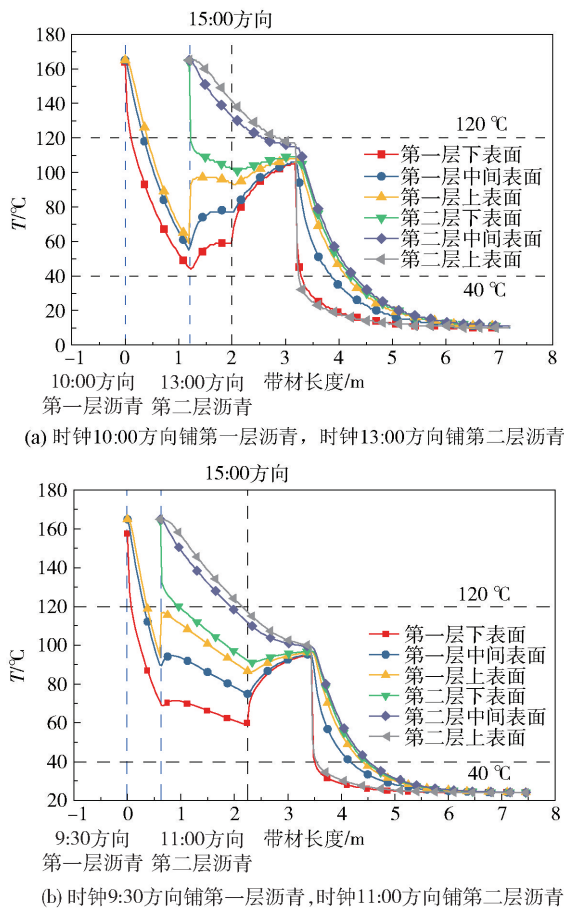 15:00方向
180
160
140
120
100
80
60
40
20
0
T/℃
120 ℃
第一层下表面
第一层中间表面
第一层上表面
第二层下表面
第二层中间表面
第二层上表面
40 ℃
-1 0 1 2 3 4 5 6 7 8
10:00方向 13:00方向 带材长度/m
第一层沥青 第二层沥青
(a) 时钟10:00方向铺第一层沥青，时钟13:00方向铺第二层沥青
15:00方向
180
160
140
120
100
80
60
40
20
T/℃
120 ℃
第一层下表面
第一层中间表面
第一层上表面
第二层下表面
第二层中间表面
第二层上表面
40 ℃
-1 0 1 2 3 4 5 6 7 8
9:30方向 11:00方向 带材长度/m
第一层沥青 第二层沥青
(b) 时钟9:30方向铺第一层沥青,时钟11:00方向铺第二层沥青